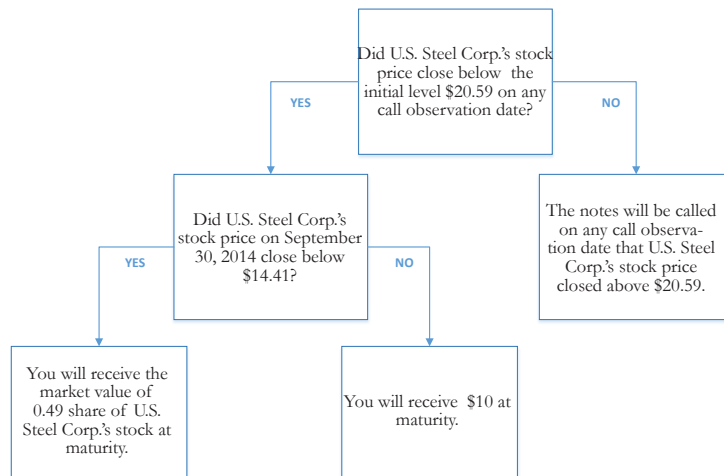 Did U.S. Steel Corp.'s stock
price close below the
initial level $20.59 on any
call observation date?
YES
NO
Did U.S. Steel Corp.'s
stock price on September
30, 2014 close below
$14.41?
The notes will be called
on any call observa-
tion date that U.S. Steel
Corp.'s stock price
closed above $20.59.
YES
NO
You will receive the
market value of
0.49 share of U.S.
Steel Corp.'s stock at
maturity.
You will receive $10 at
maturity.